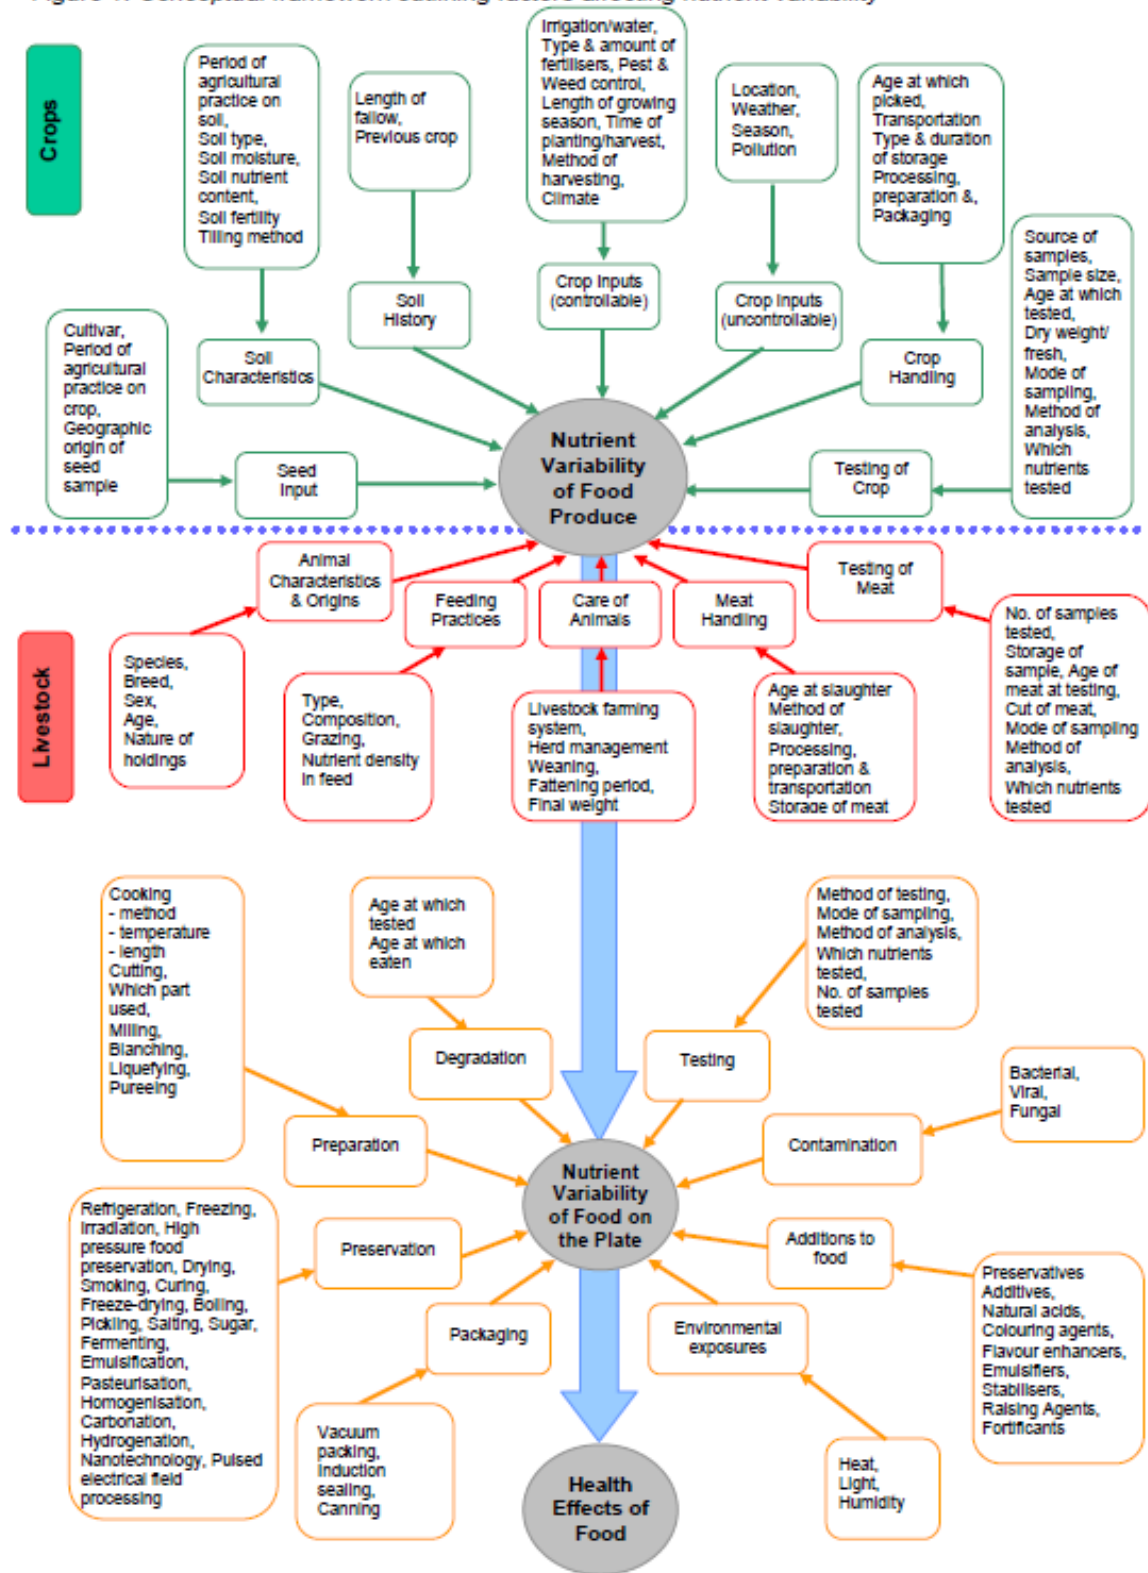 Figure 1: Conceptual framework outlining factors affecting nutrient variability
Crops
Period of
agricultural
practice on
soil,
Soil type,
Soil moisture,
Soil nutrient
content,
Soil fertility
Tilling method
Length of
fallow,
Previous crop
Irrigation/water,
Type & amount of
fertilisers, Pest &
Weed control,
Length of growing
season, Time of
planting/harvest,
Method of
harvesting,
Climate
Location,
Weather,
Season,
Pollution
Age at which
picked,
Transportation
Type & duration
of storage
Processing,
preparation &,
Packaging
Source of
samples,
Sample size,
Age at which
tested,
Dry weight/
fresh,
Mode of
sampling,
Method of
analysis,
Which
nutrients
tested
Cultivar,
Period of
agricultural
practice on
crop,
Geographic
origin of
seed
sample
Soil
Characteristics
Soil
History
Crop Inputs
(controllable)
Crop Inputs
(uncontrollable)
Crop
Handling
Seed
Input
Testing of
Crop
Nutrient
Variability
of Food
Produce
Livestock
Animal
Characteristics
& Origins
Feeding
Practices
Care of
Animals
Meat
Handling
Testing of
Meat
Species,
Breed,
Sex,
Age,
Nature of
holdings
Type,
Composition,
Grazing,
Nutrient density
in feed
Livestock farming
system,
Herd management
Weaning,
Fattening period,
Final weight
Age at slaughter
Method of
slaughter,
Processing,
preparation &
transportation
Storage of meat
No. of samples
tested,
Storage of
sample, Age of
meat at testing,
Cut of meat,
Mode of sampling
Method of
analysis,
Which nutrients
tested
Cooking
- method
- temperature
- length
Cutting,
Which part
used,
Milling,
Blanching,
Liquefying,
Pureeing
Age at which
tested
Age at which
eaten
Method of testing,
Mode of sampling,
Method of analysis,
Which nutrients
tested,
No. of samples
tested
Degradation
Testing
Bacterial,
Viral,
Fungal
Preparation
Contamination
Nutrient
Variability
of Food on
the Plate
Refrigeration, Freezing,
Irradiation, High
pressure food
preservation, Drying,
Smoking, Curing,
Freeze-drying, Boiling,
Pickling, Salting, Sugar,
Fermenting,
Emulsification,
Pasteurisation,
Homogenisation,
Carbonation,
Hydrogenation,
Nanotechnology, Pulsed
electrical field
processing
Preservation
Additions to
food
Packaging
Environmental
exposures
Preservatives
Additives,
Natural acids,
Colouring agents,
Flavour enhancers,
Emulsifiers,
Stabilisers,
Raising Agents,
Fortificants
Vacuum
packing,
Induction
sealing,
Canning
Heat,
Light,
Humidity
Health
Effects of
Food